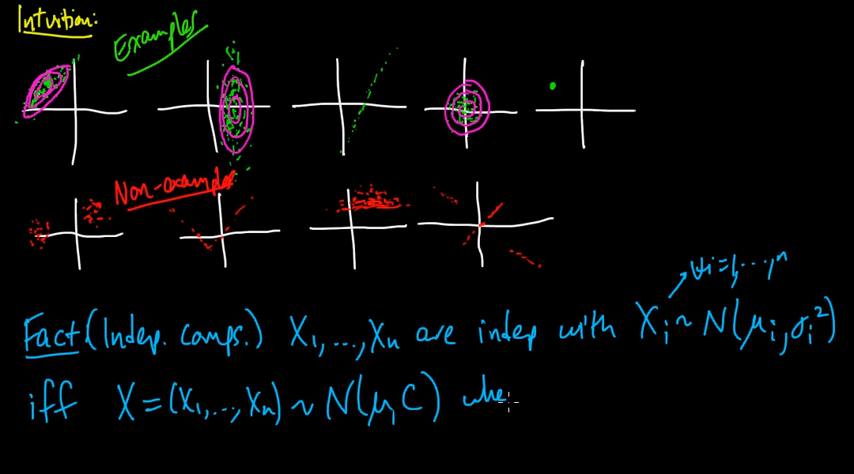 Intuition:
Examples
Non-examples
∀i=1,...,n
Fact (Indep. comps.) X₁,...,Xₙ are indep with Xᵢ ~ N(μᵢ,σᵢ²)
iff X = (X₁,...,Xₙ) ~ N(μ,C) whe